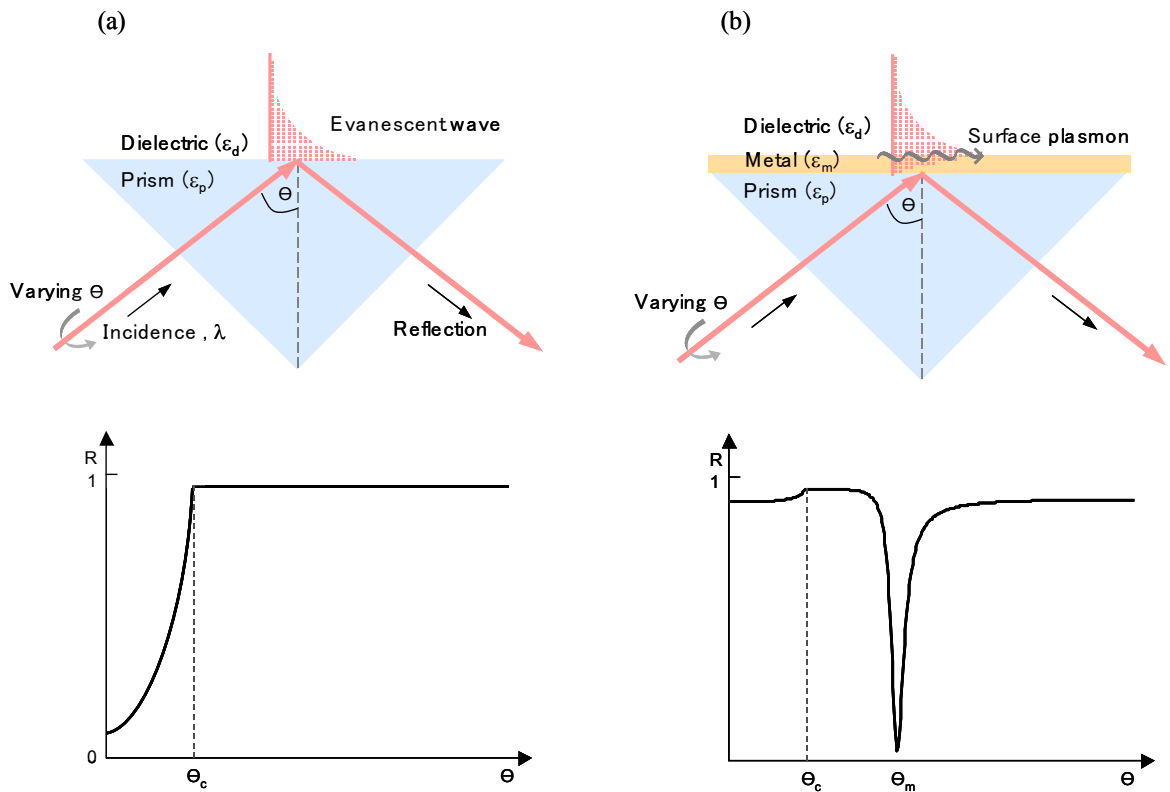 (a)
Evanescent wave
Dielectric (εd)
Prism (εp)
Θ
Varying Θ
Incidence , λ
Reflection
R
1
0
Θc
Θ
(b)
Dielectric (εd)
Surface plasmon
Metal (εm)
Prism (εp)
Θ
Varying Θ
R
1
Θc
Θm
Θ